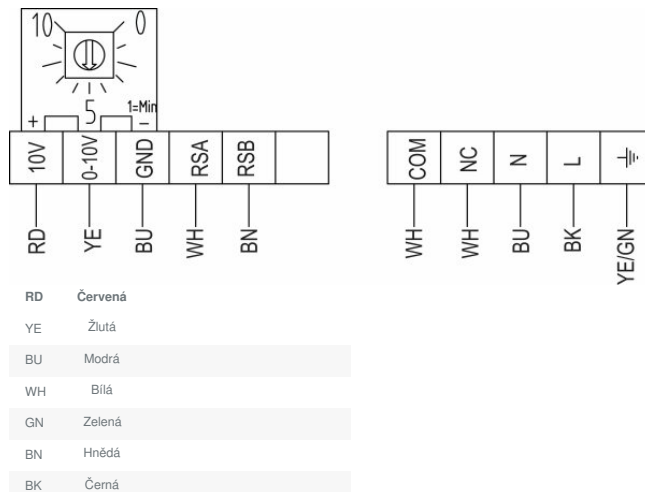 10 0
5 1=Min
+ -
10V 0-10V GND RSA RSB COM NC N L
RD YE BU WH BN WH WH BU BK YE/GN
RD Červená
YE Žlutá
BU Modrá
WH Bílá
GN Zelená
BN Hnědá
BK Černá